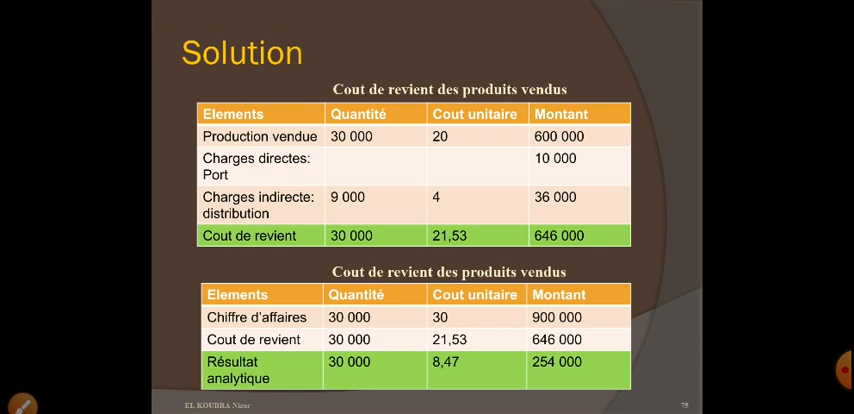 Solution
Cout de revient des produits vendus
Elements Quantité Cout unitaire Montant
Production vendue 30 000 20 600 000
Charges directes: 10 000
Port
Charges indirecte: 9 000 4 36 000
distribution
Cout de revient 30 000 21,53 646 000
Cout de revient des produits vendus
Elements Quantité Cout unitaire Montant
Chiffre d'affaires 30 000 30 900 000
Cout de revient 30 000 21,53 646 000
Résultat 30 000 8,47 254 000
analytique
EL KOUBRA Nizar 75